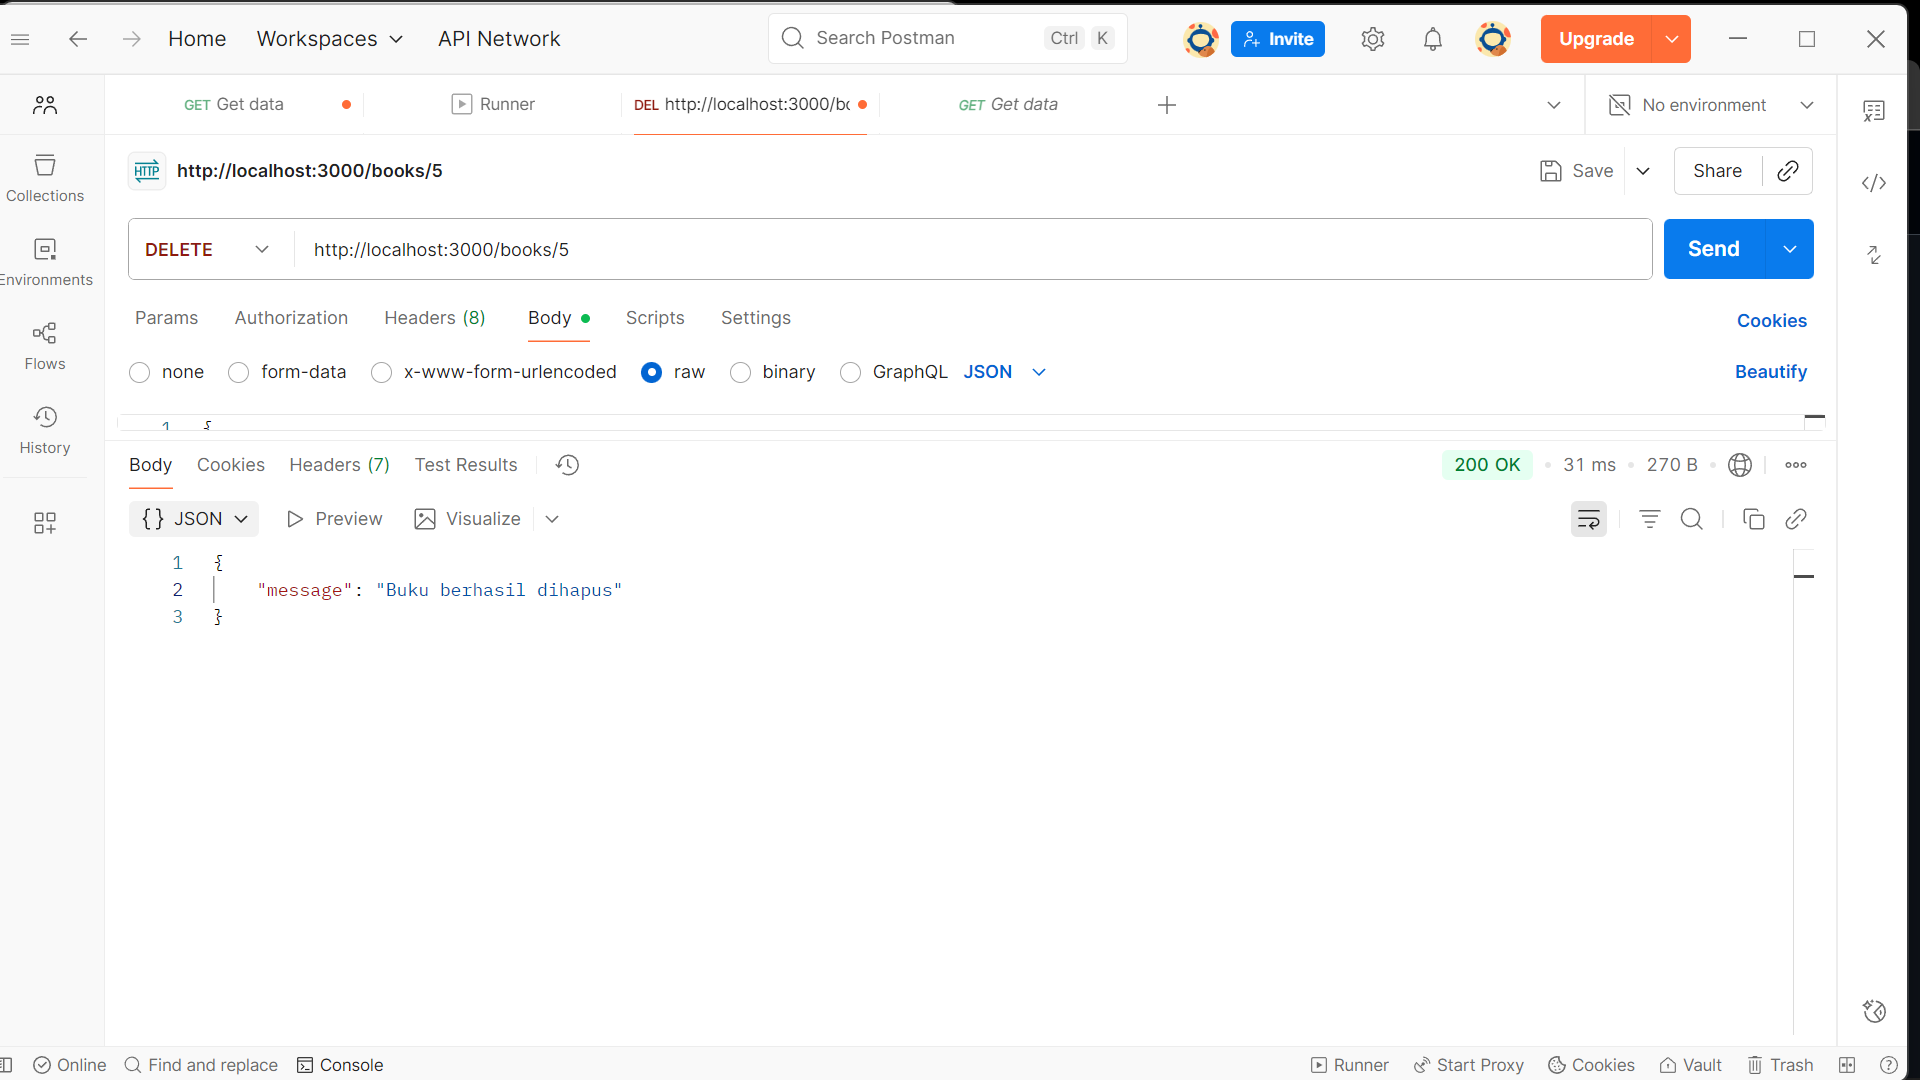 Home Workspaces API Network Search Postman Ctrl K Invite Upgrade
GET Get data Runner DEL http://localhost:3000/bo GET Get data No environment
HTTP http://localhost:3000/books/5 Save Share
Collections
DELETE http://localhost:3000/books/5 Send
Environments
Params Authorization Headers (8) Body Scripts Settings Cookies
Flows
none form-data x-www-form-urlencoded raw binary GraphQL JSON Beautify
1 {
History
Body Cookies Headers (7) Test Results 200 OK • 31 ms • 270 B
{} JSON Preview Visualize
1 {
2 "message": "Buku berhasil dihapus"
3 }
Online Find and replace Console Runner Start Proxy Cookies Vault Trash